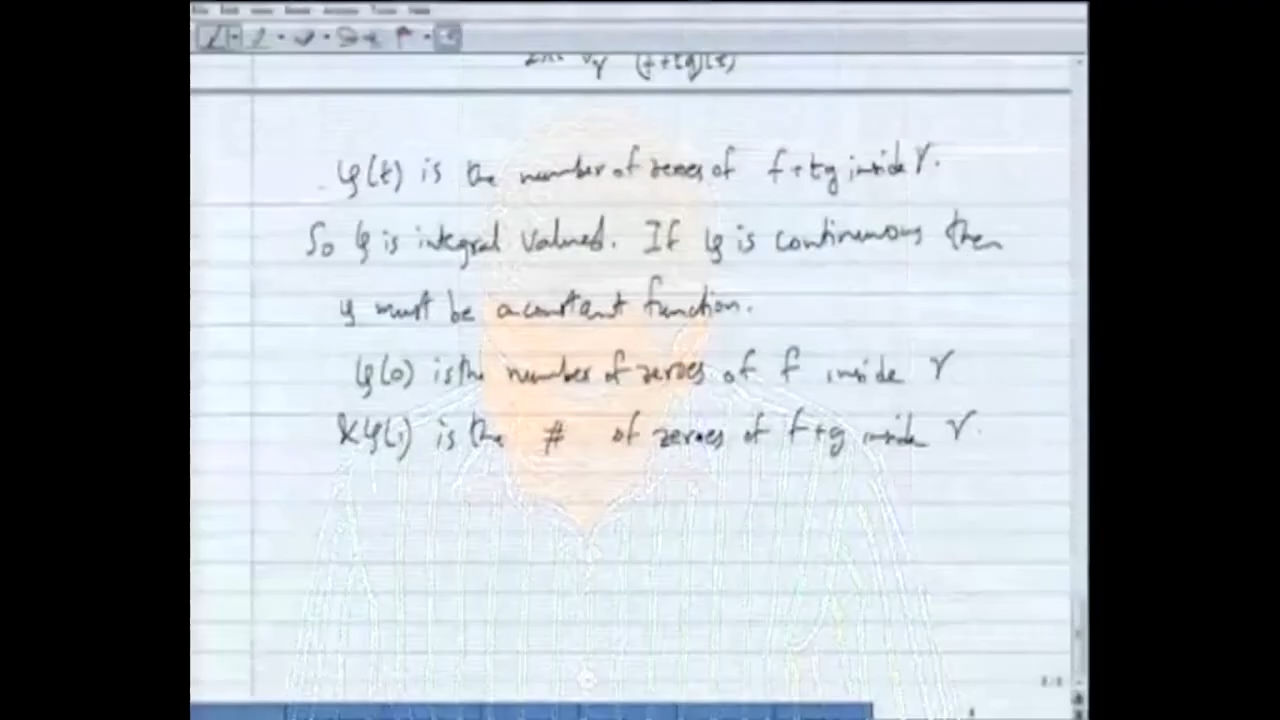 (f+tg)(z)
φ(t) is the number of zeroes of f+tg inside γ.
So φ is integral valued. If φ is continuous then
φ must be a constant function.
φ(0) is the number of zeroes of f inside γ
& φ(1) is the # of zeroes of f+g inside γ.